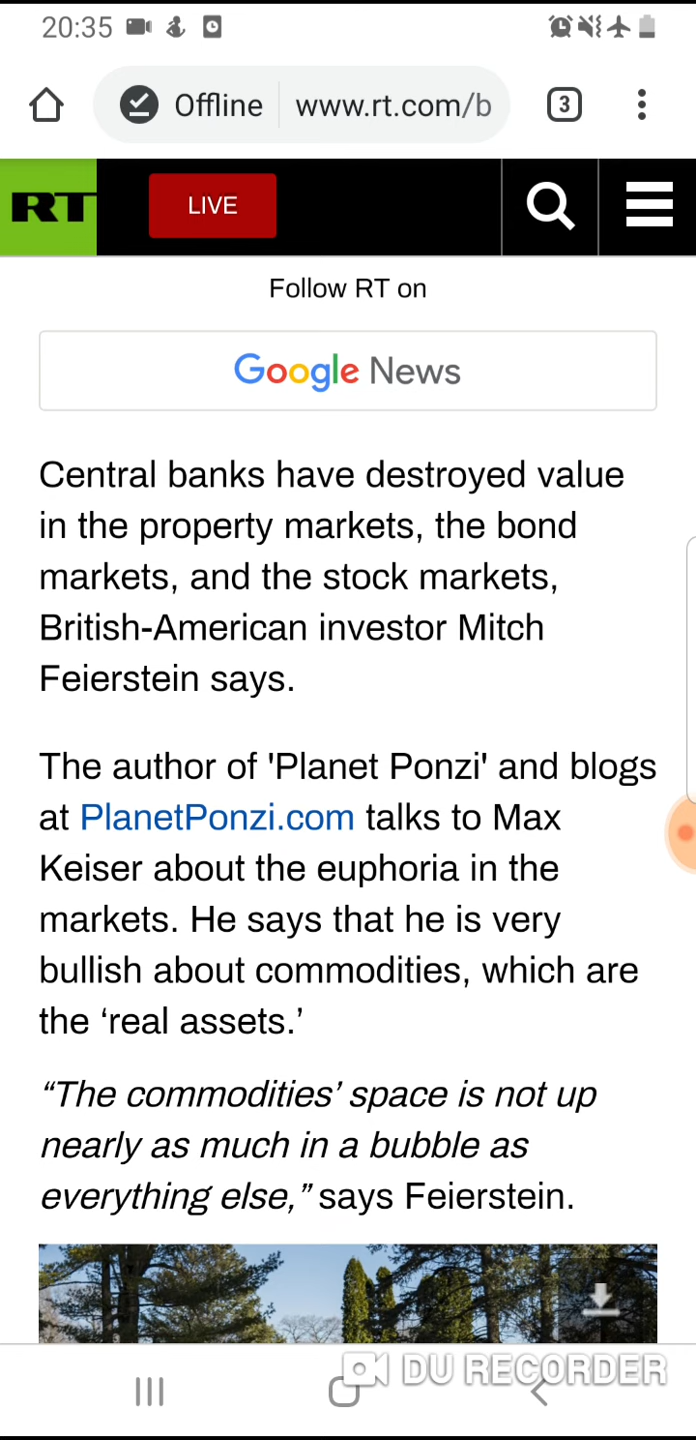 20:35
Offline www.rt.com/b 3
RT LIVE
Follow RT on
Google News
Central banks have destroyed value
in the property markets, the bond
markets, and the stock markets,
British-American investor Mitch
Feierstein says.
The author of 'Planet Ponzi' and blogs
at PlanetPonzi.com talks to Max
Keiser about the euphoria in the
markets. He says that he is very
bullish about commodities, which are
the ‘real assets.’
“The commodities’ space is not up
nearly as much in a bubble as
everything else,” says Feierstein.
DU RECORDER